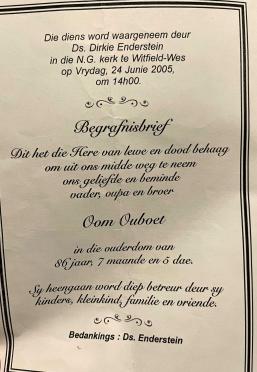 Die diens word waargeneem deur
Ds. Dirkie Enderstein
in die N.G. kerk te Witfield-Wes
op Vrydag, 24 Junie 2005,
om 14h00.
Begrafnisbrief
Dit het die Here van lewe en dood behaag
om uit ons midde weg te neem
ons geliefde en beminde
vader, oupa en broer
Oom Ouboet
in die ouderdom van
86 jaar, 7 maande en 5 dae.
Sy heengaan word diep betreur deur sy
kinders, kleinkind, familie en vriende.
Bedankings : Ds. Enderstein